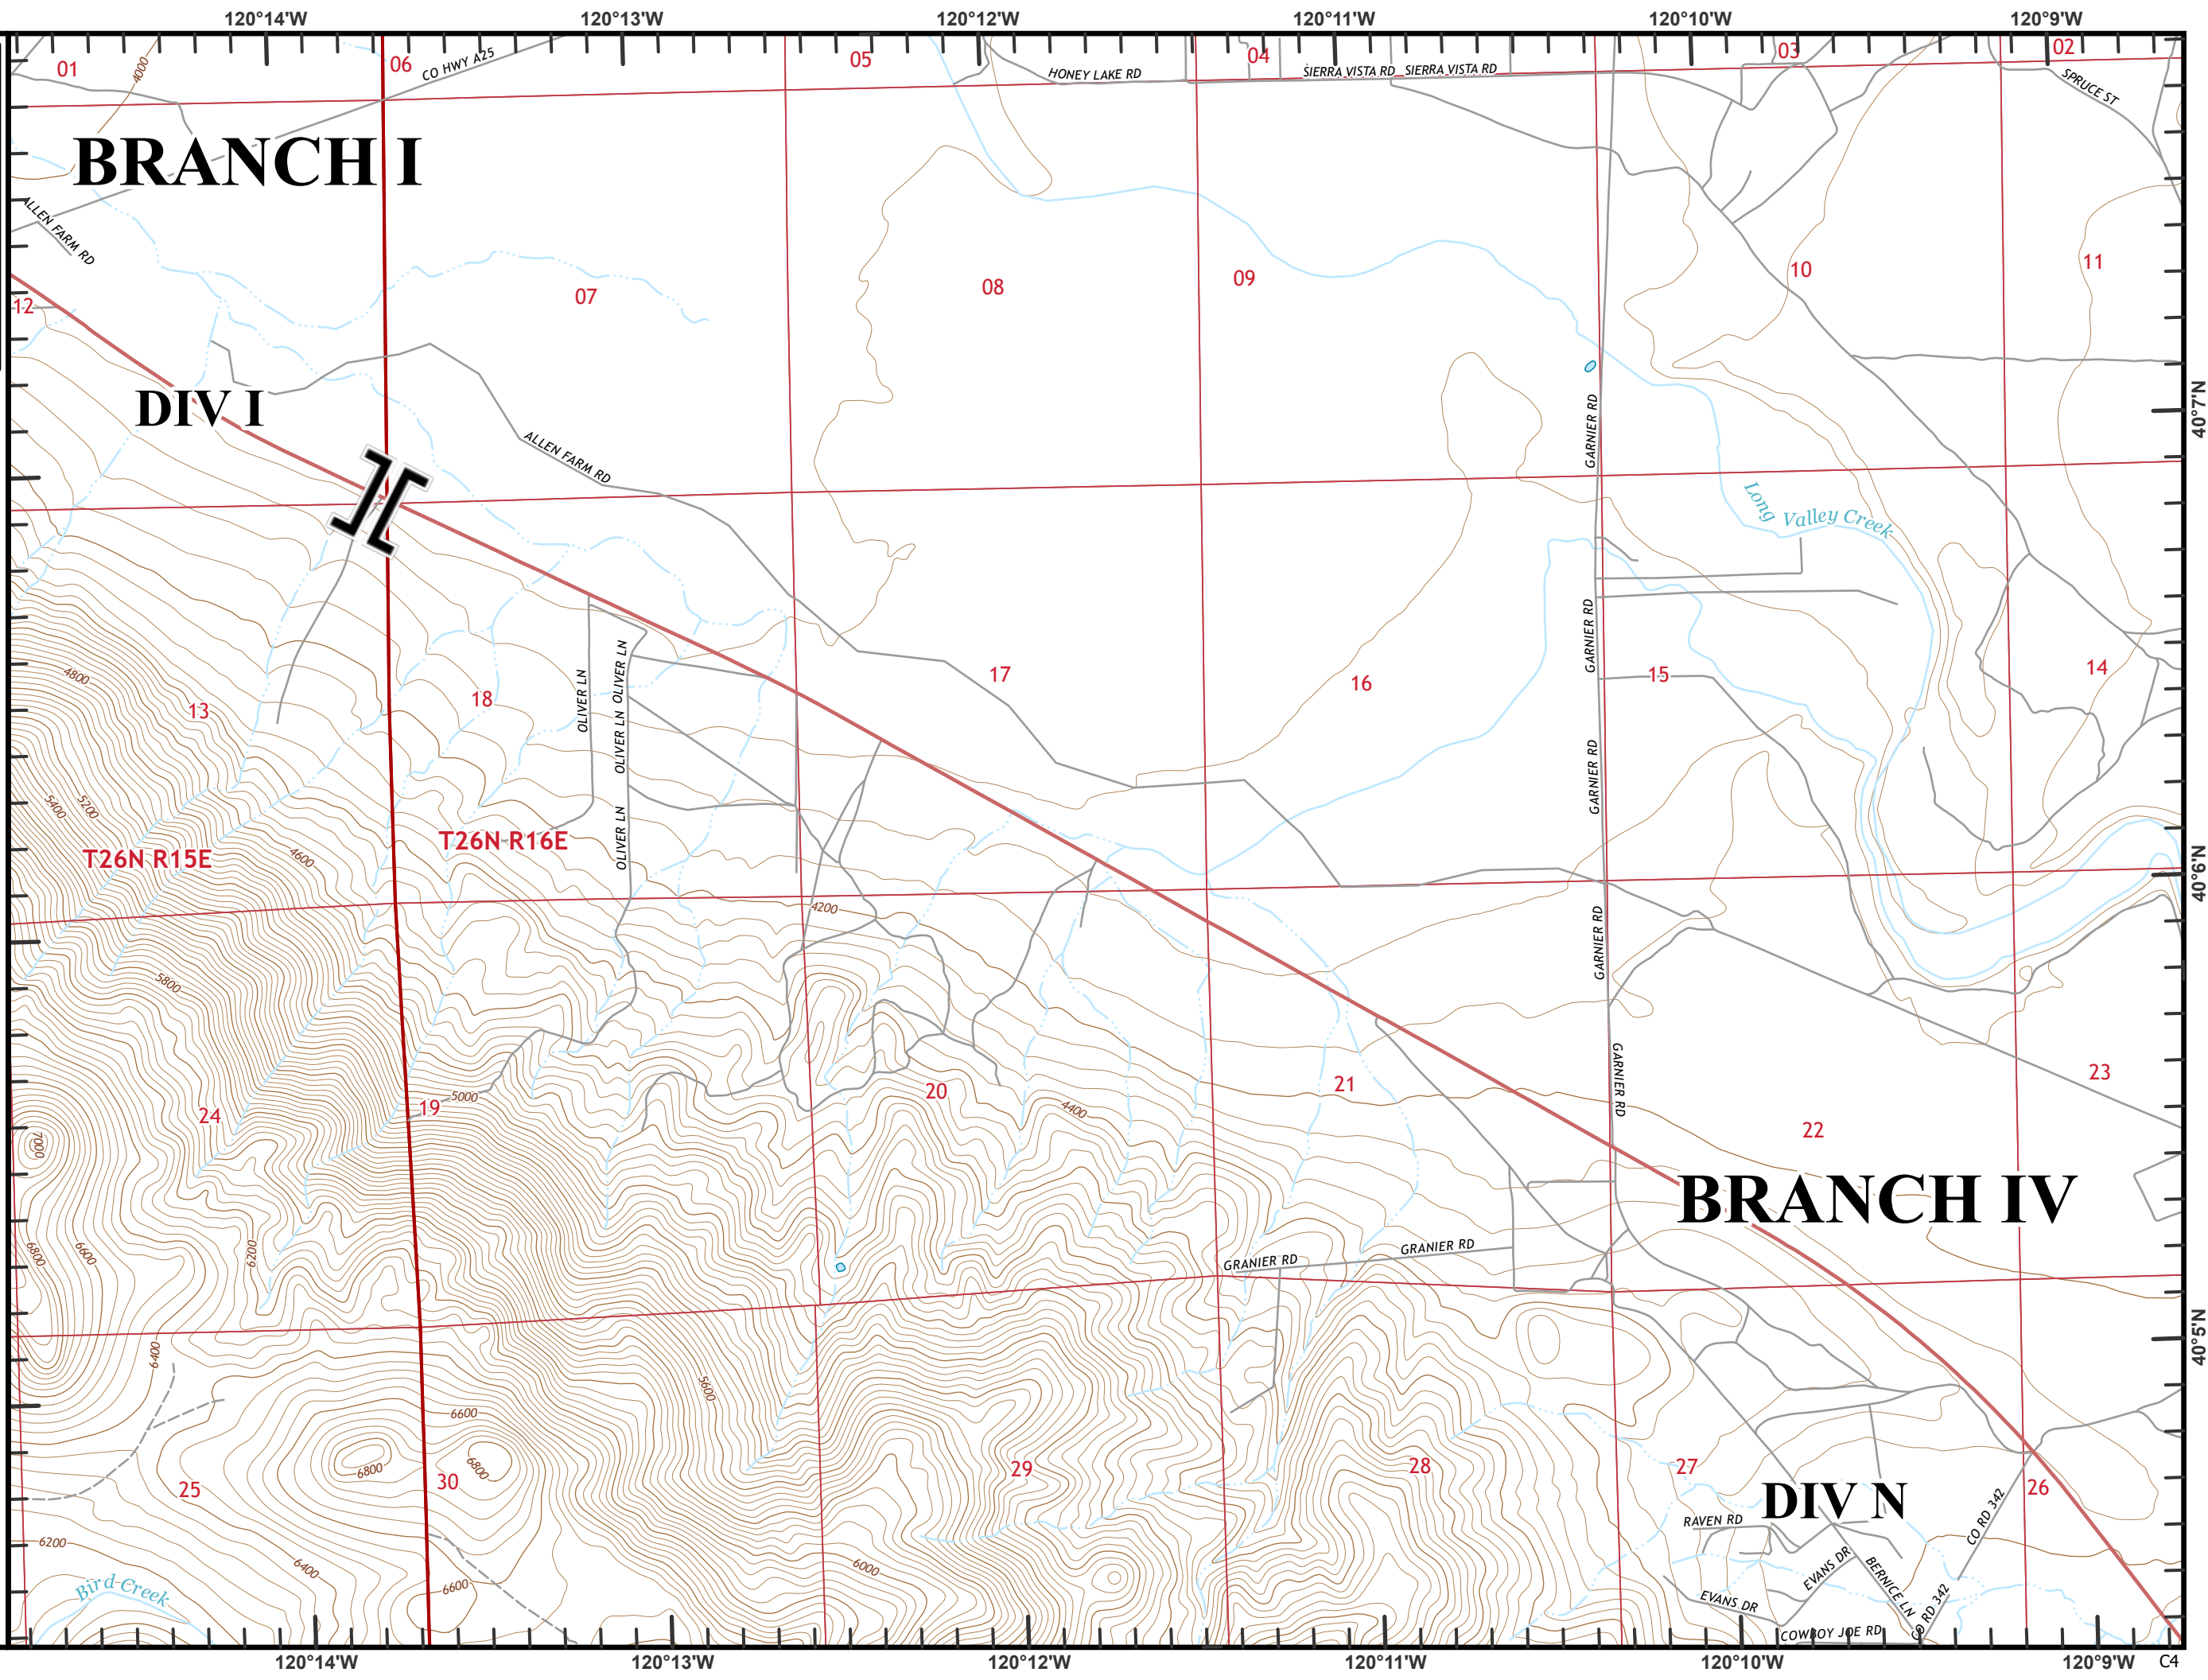 120°14'W
120°13'W
120°12'W
120°11'W
120°10'W
120°9'W
01
4000
06
CO HWY A25
05
HONEY LAKE RD
04
SIERRA VISTA RD
SIERRA VISTA RD
03
02
SPRUCE ST
BRANCH I
ALLEN FARM RD
12
07
08
09
10
11
DIV I
ALLEN FARM RD
GARNIER RD
40°7'N
Long Valley Creek
4800
13
18
OLIVER LN
OLIVER LN
OLIVER LN
17
16
GARNIER RD
15
14
5400
5200
GARNIER RD
T26N R15E
T26N R16E
4600
OLIVER LN
40°6'N
4200
GARNIER RD
5800
7000
24
19
5000
20
4400
21
GARNIER RD
22
23
6800
6600
6200
BRANCH IV
GRANIER RD
GRANIER RD
6400
40°5'N
5600
6600
6800
6800
25
30
29
28
27
26
DIV N
RAVEN RD
CO RD 342
6200
6400
6000
EVANS DR
BERNICE LN
Bird Creek
6600
EVANS DR
CO RD 342
COWBOY JOE RD
120°14'W
120°13'W
120°12'W
120°11'W
120°10'W
120°9'W
C4